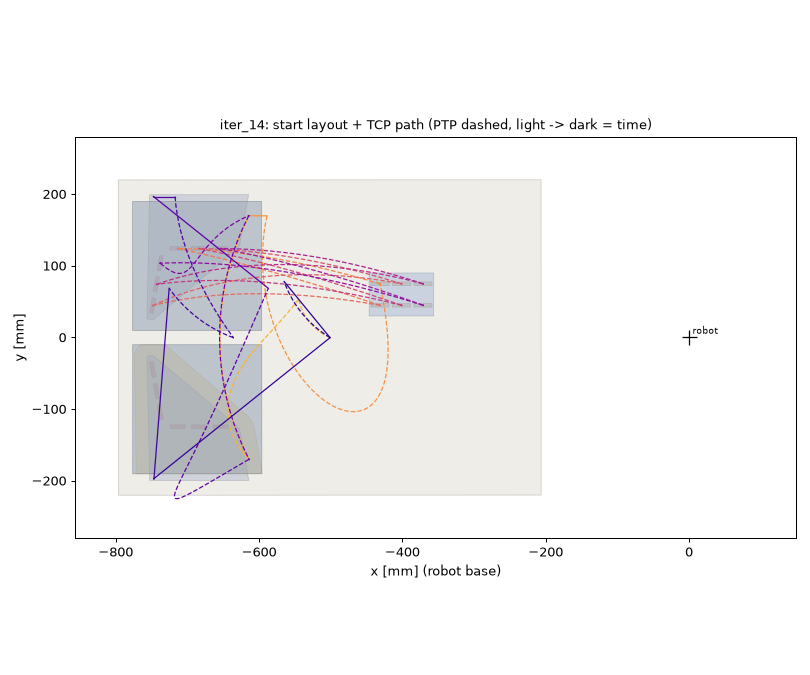 iter_14: start layout + TCP path (PTP dashed, light -> dark = time)
200
100
0
−100
−200
y [mm]
robot
−800
−600
−400
−200
0
x [mm] (robot base)